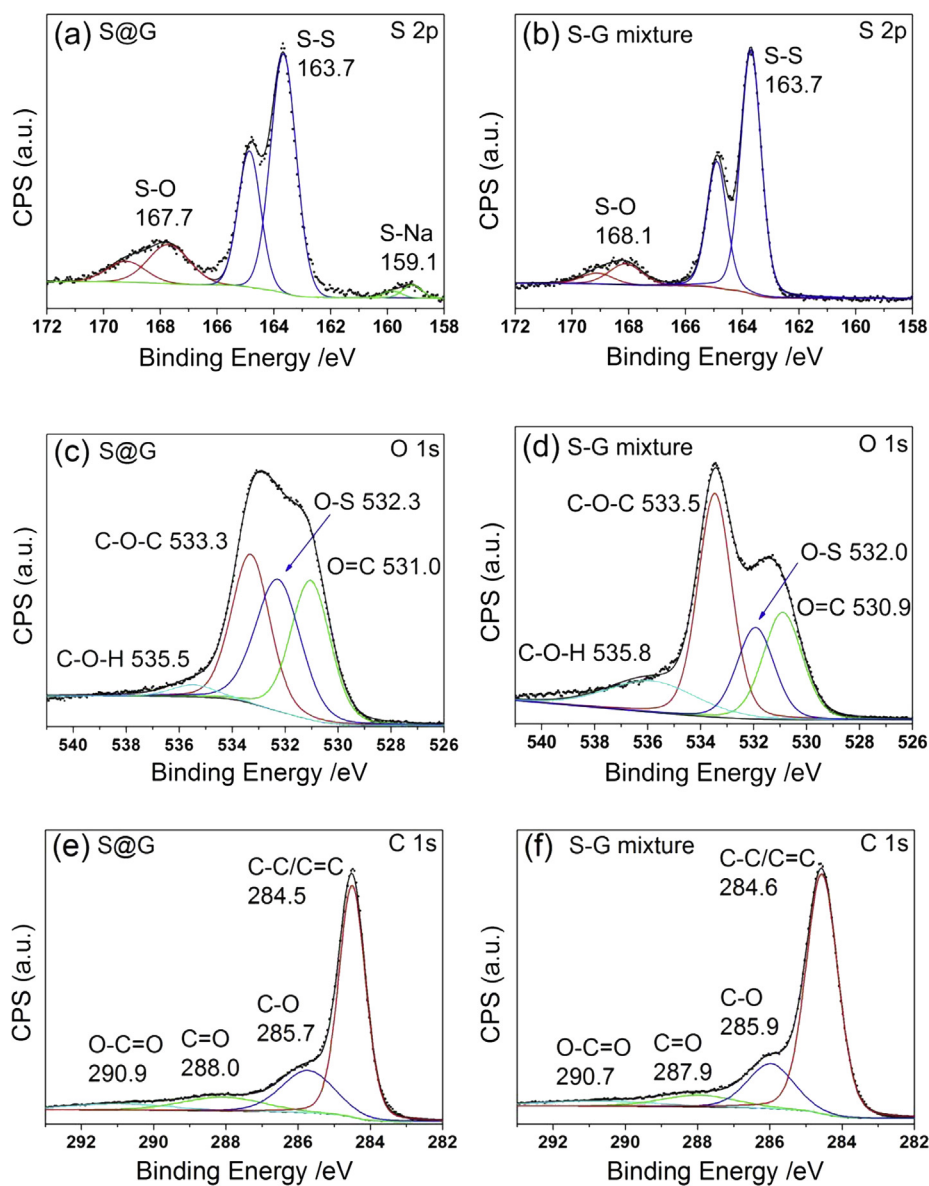 (a) S@G S 2p
S-S
163.7
S-O
167.7
S-Na
159.1
CPS (a.u.)
172 170 168 166 164 162 160 158
Binding Energy /eV
(b) S-G mixture S 2p
S-S
163.7
S-O
168.1
CPS (a.u.)
172 170 168 166 164 162 160 158
Binding Energy /eV
(c) S@G O 1s
O-S 532.3
C-O-C 533.3
O=C 531.0
C-O-H 535.5
CPS (a.u.)
540 538 536 534 532 530 528 526
Binding Energy /eV
(d) S-G mixture O 1s
C-O-C 533.5
O-S 532.0
O=C 530.9
C-O-H 535.8
CPS (a.u.)
540 538 536 534 532 530 528 526
Binding Energy /eV
(e) S@G C 1s
C-C/C=C
284.5
C-O
285.7
C=O
288.0
O-C=O
290.9
CPS (a.u.)
292 290 288 286 284 282
Binding Energy /eV
(f) S-G mixture C 1s
C-C/C=C
284.6
C-O
285.9
C=O
287.9
O-C=O
290.7
CPS (a.u.)
292 290 288 286 284 282
Binding Energy /eV